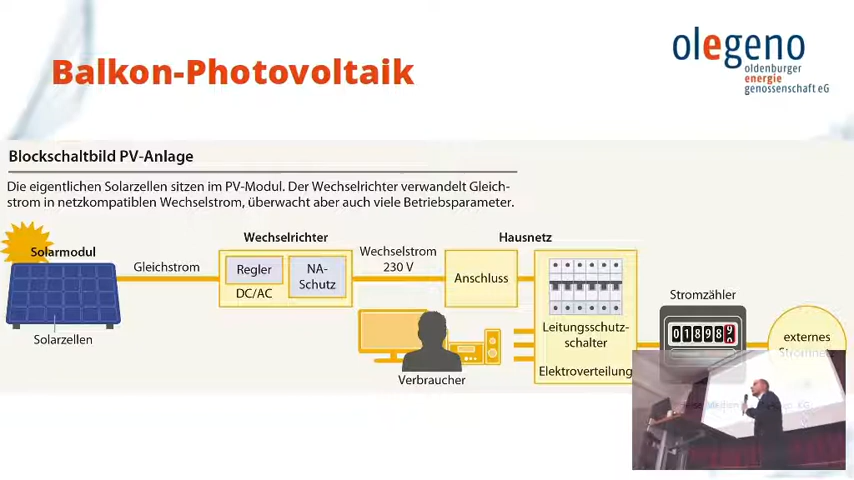 Balkon-Photovoltaik
olegeno
oldenburger
energie
genossenschaft eG
Blockschaltbild PV-Anlage
Die eigentlichen Solarzellen sitzen im PV-Modul. Der Wechselrichter verwandelt Gleich-
strom in netzkompatiblen Wechselstrom, überwacht aber auch viele Betriebsparameter.
Solarmodul
Gleichstrom
Solarzellen
Wechselrichter
Regler
NA-
Schutz
DC/AC
Wechselstrom
230 V
Hausnetz
Anschluss
Leitungsschutz-
schalter
Elektroverteilung
Verbraucher
Stromzähler
0189
externes
Stromnetz